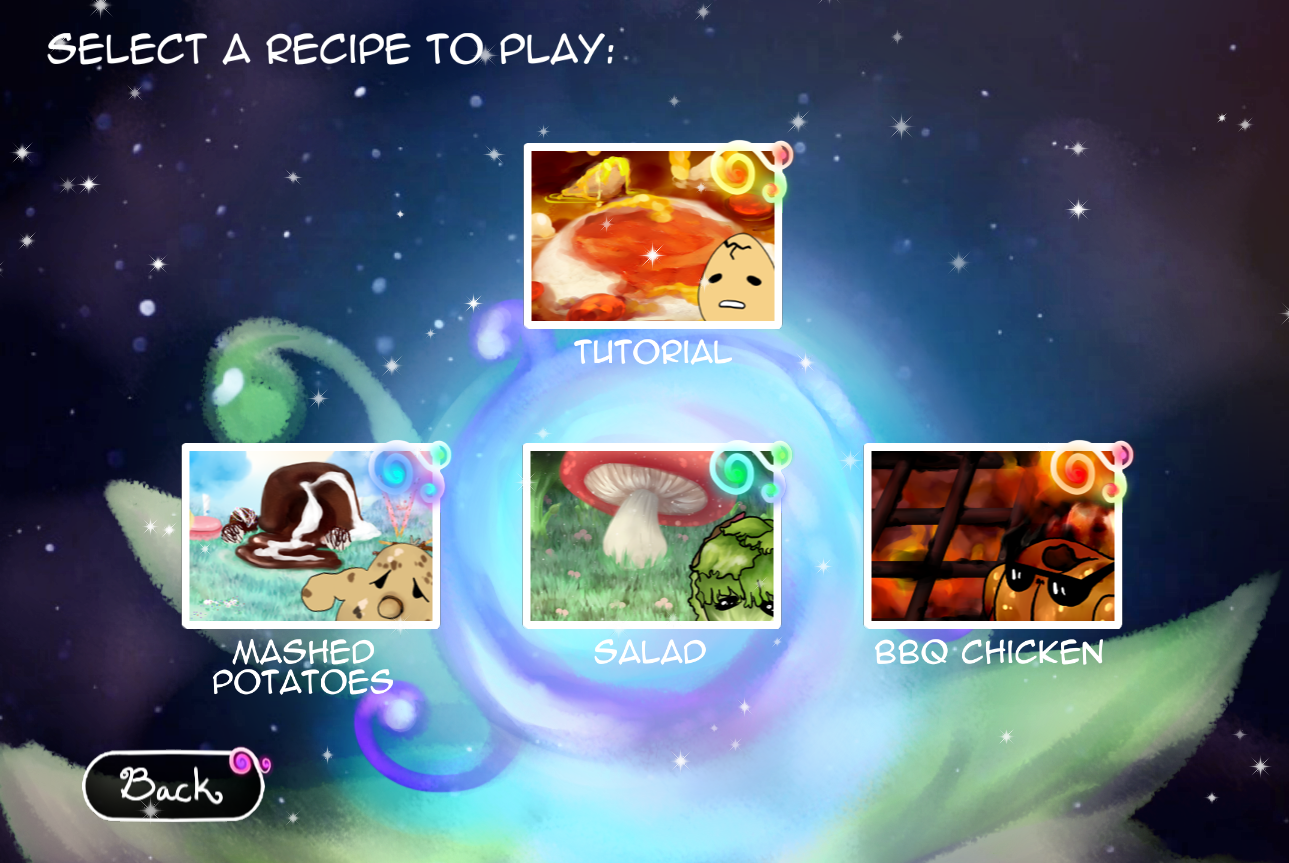 SELECT A RECIPE TO PLAY:
TUTORIAL
MASHED
POTATOES
SALAD
BBQ CHICKEN
Back